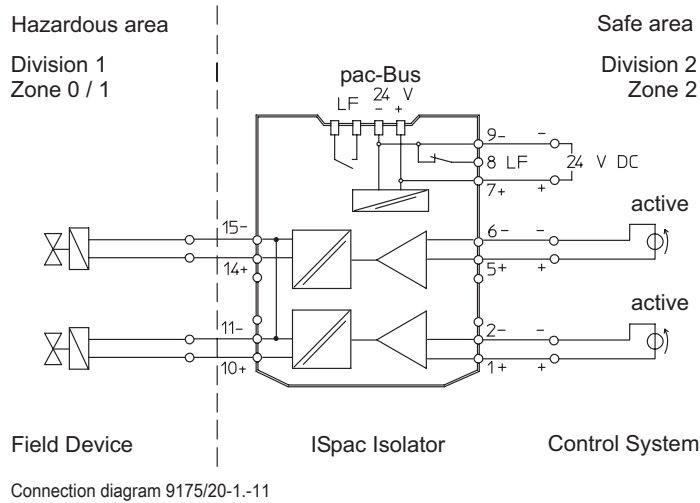 Hazardous area
Safe area
Division 1
Zone 0 / 1
Division 2
Zone 2
pac-Bus
LF 24 V
- +
9- -
8 LF 24 V DC
7+ +
active
15- 6- -
14+ 5+ +
active
11- 2- -
10+ 1+ +
Field Device ISpac Isolator Control System
Connection diagram 9175/20-1.-11